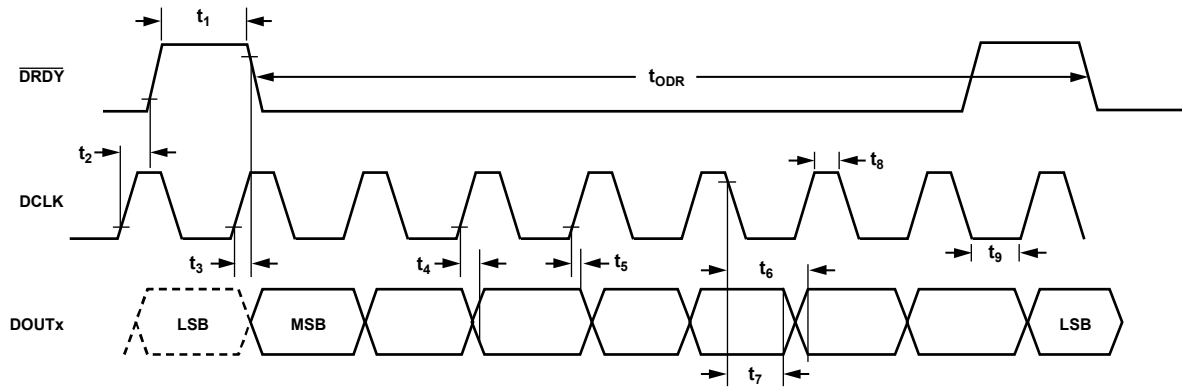 t1
DRDY
tODR
t2
t8
DCLK
t3
t4
t5
t6
t9
DOUTx
LSB
MSB
LSB
t7